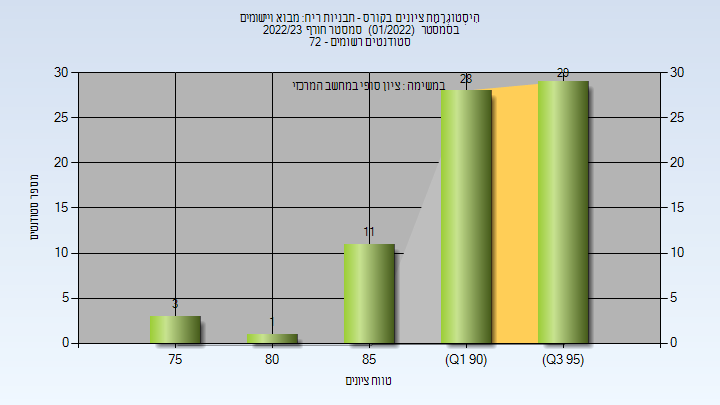 הִיסְטוֹגְרָמַת ציונים בקורס - תבניות ריח: מבוא ויישומים
בסמסטר (01/2022) סמסטר חורף 2022/23
סטודנטים רשומים - 72
במשימה : ציון סופי במחשב המרכזי
מספר סטודנטים
30
25
20
15
10
5
0
30
25
20
15
10
5
0
3
1
11
28
29
75
80
85
(Q1 90)
(Q3 95)
טווח ציונים